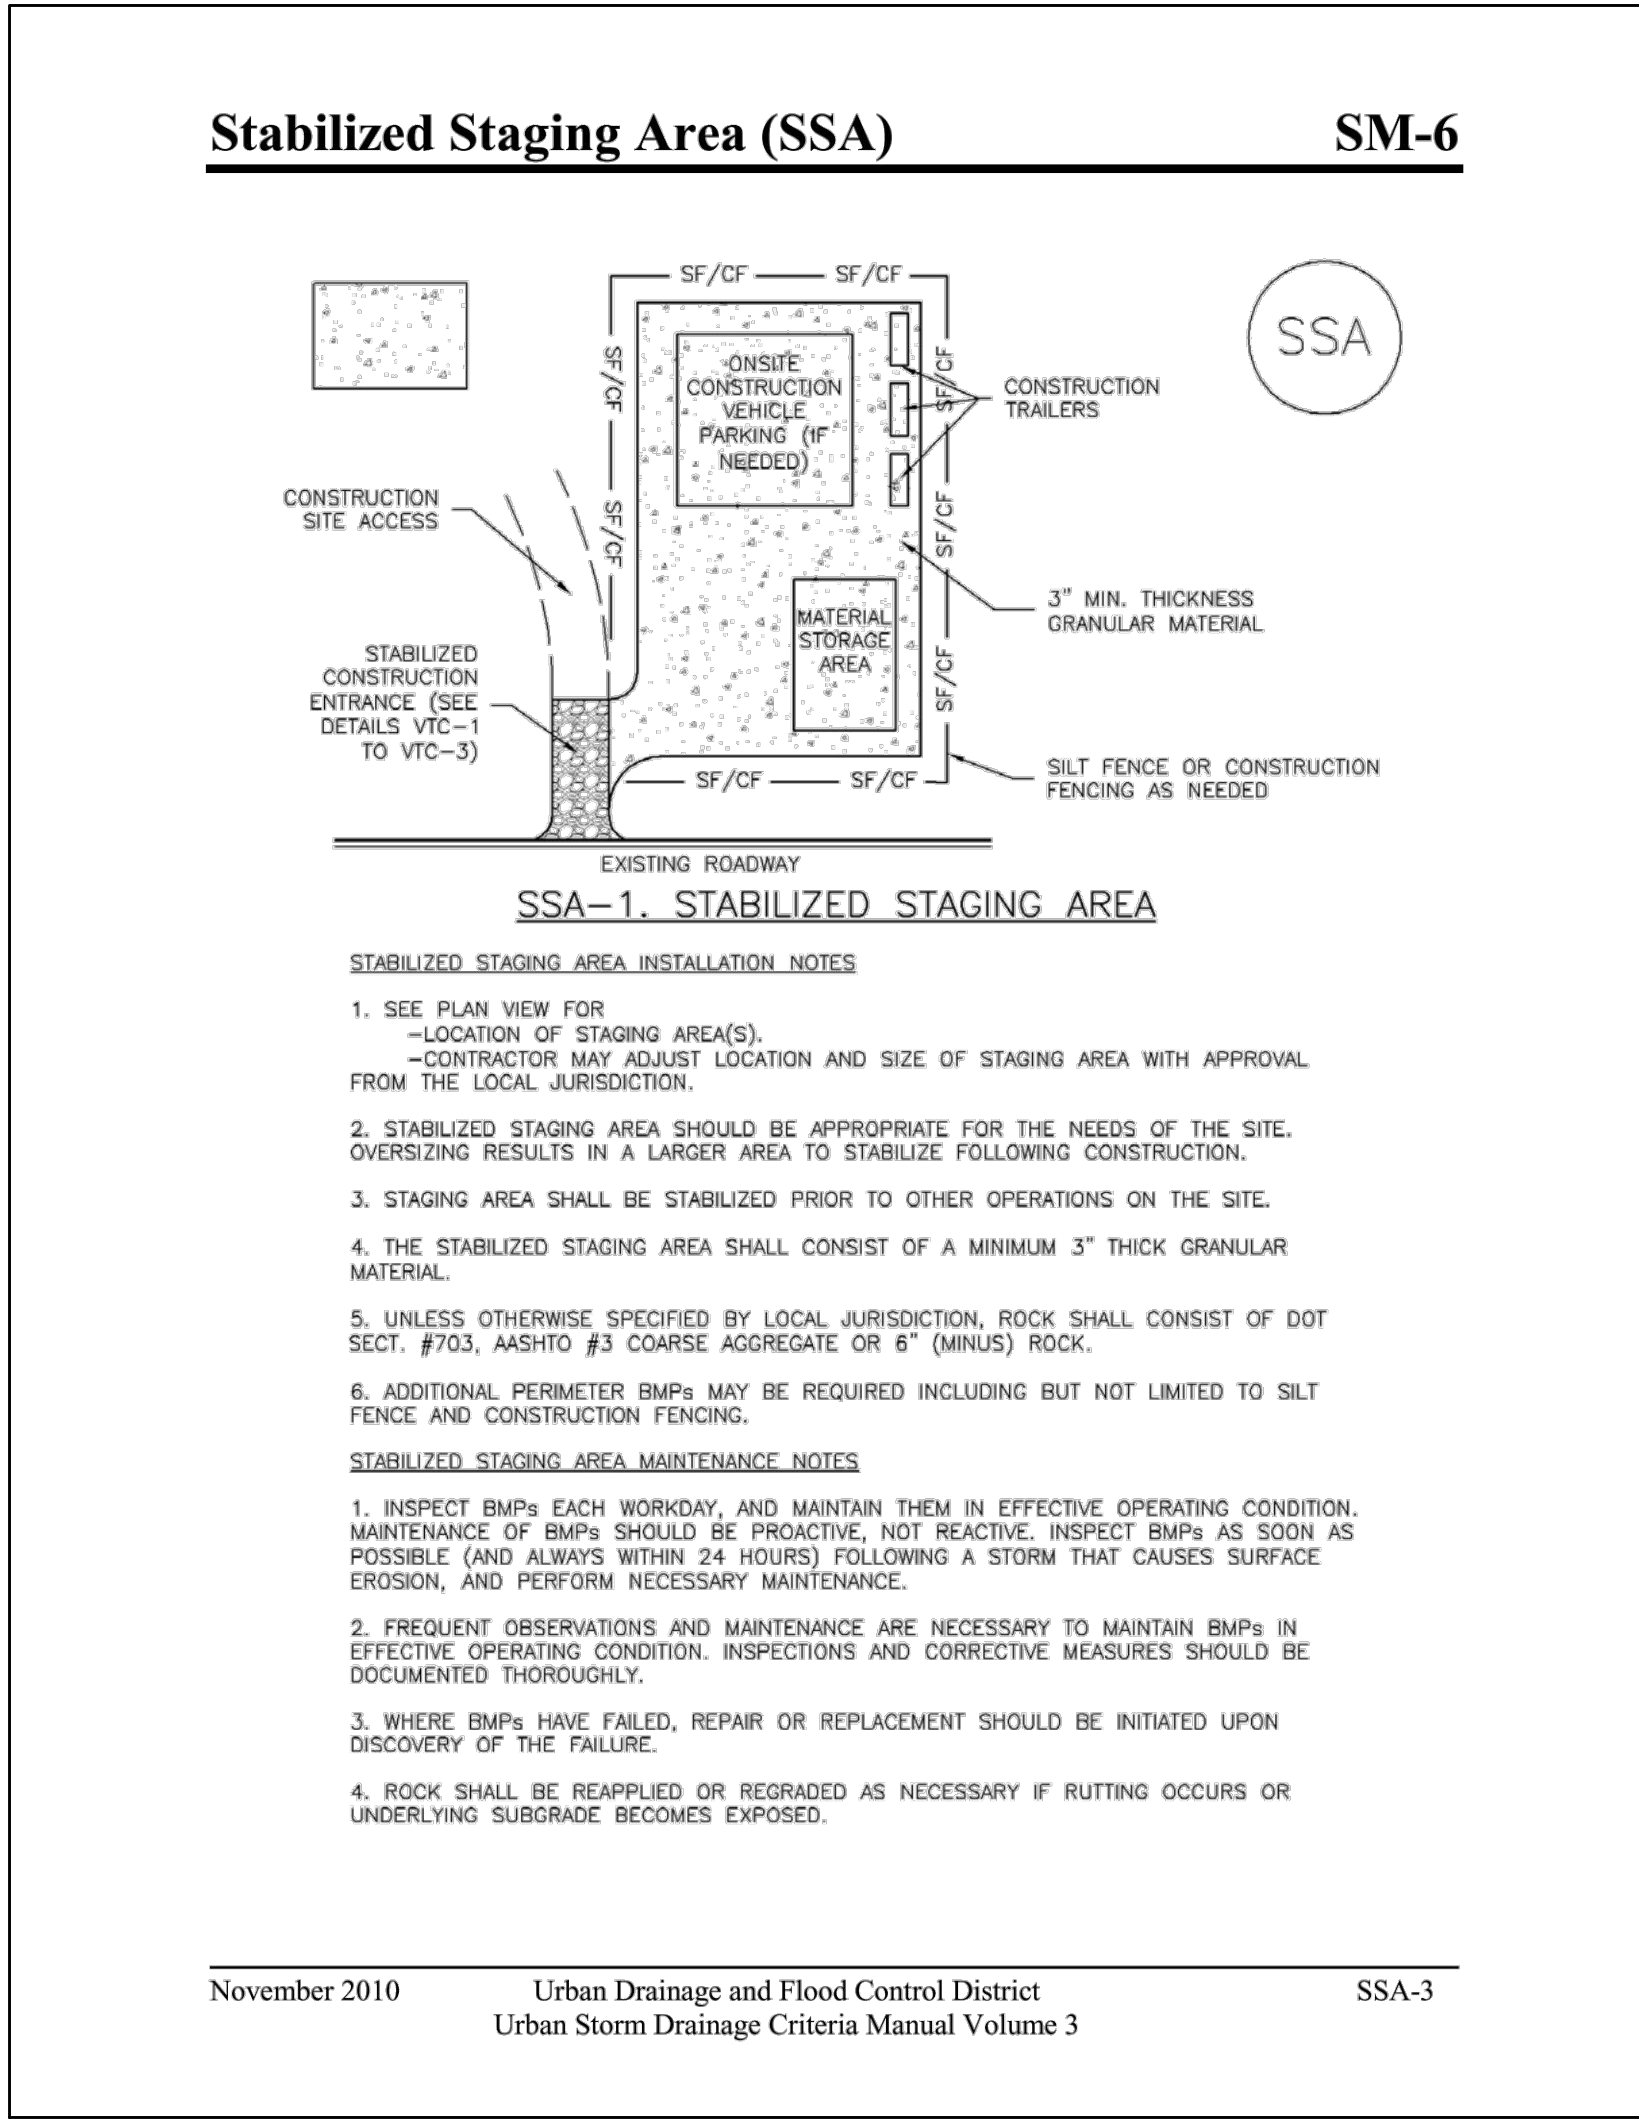 Stabilized Staging Area (SSA) SM-6
SF/CF SF/CF
SSA
SF/CF
SF/CF
ONSITE
CONSTRUCTION
VEHICLE
PARKING (IF
NEEDED)
CONSTRUCTION
TRAILERS
CONSTRUCTION
SITE ACCESS
SF/CF
SF/CF
3" MIN. THICKNESS
GRANULAR MATERIAL
MATERIAL
STORAGE
AREA
SF/CF
STABILIZED
CONSTRUCTION
ENTRANCE (SEE
DETAILS VTC-1
TO VTC-3)
SILT FENCE OR CONSTRUCTION
FENCING AS NEEDED
SF/CF SF/CF
EXISTING ROADWAY
SSA-1. STABILIZED STAGING AREA
STABILIZED STAGING AREA INSTALLATION NOTES
1. SEE PLAN VIEW FOR
-LOCATION OF STAGING AREA(S).
-CONTRACTOR MAY ADJUST LOCATION AND SIZE OF STAGING AREA WITH APPROVAL
FROM THE LOCAL JURISDICTION.
2. STABILIZED STAGING AREA SHOULD BE APPROPRIATE FOR THE NEEDS OF THE SITE.
OVERSIZING RESULTS IN A LARGER AREA TO STABILIZE FOLLOWING CONSTRUCTION.
3. STAGING AREA SHALL BE STABILIZED PRIOR TO OTHER OPERATIONS ON THE SITE.
4. THE STABILIZED STAGING AREA SHALL CONSIST OF A MINIMUM 3" THICK GRANULAR
MATERIAL.
5. UNLESS OTHERWISE SPECIFIED BY LOCAL JURISDICTION, ROCK SHALL CONSIST OF DOT
SECT. #703, AASHTO #3 COARSE AGGREGATE OR 6" (MINUS) ROCK.
6. ADDITIONAL PERIMETER BMPs MAY BE REQUIRED INCLUDING BUT NOT LIMITED TO SILT
FENCE AND CONSTRUCTION FENCING.
STABILIZED STAGING AREA MAINTENANCE NOTES
1. INSPECT BMPs EACH WORKDAY, AND MAINTAIN THEM IN EFFECTIVE OPERATING CONDITION.
MAINTENANCE OF BMPs SHOULD BE PROACTIVE, NOT REACTIVE. INSPECT BMPs AS SOON AS
POSSIBLE (AND ALWAYS WITHIN 24 HOURS) FOLLOWING A STORM THAT CAUSES SURFACE
EROSION, AND PERFORM NECESSARY MAINTENANCE.
2. FREQUENT OBSERVATIONS AND MAINTENANCE ARE NECESSARY TO MAINTAIN BMPs IN
EFFECTIVE OPERATING CONDITION. INSPECTIONS AND CORRECTIVE MEASURES SHOULD BE
DOCUMENTED THOROUGHLY.
3. WHERE BMPs HAVE FAILED, REPAIR OR REPLACEMENT SHOULD BE INITIATED UPON
DISCOVERY OF THE FAILURE.
4. ROCK SHALL BE REAPPLIED OR REGRADED AS NECESSARY IF RUTTING OCCURS OR
UNDERLYING SUBGRADE BECOMES EXPOSED.
November 2010 Urban Drainage and Flood Control District SSA-3
Urban Storm Drainage Criteria Manual Volume 3